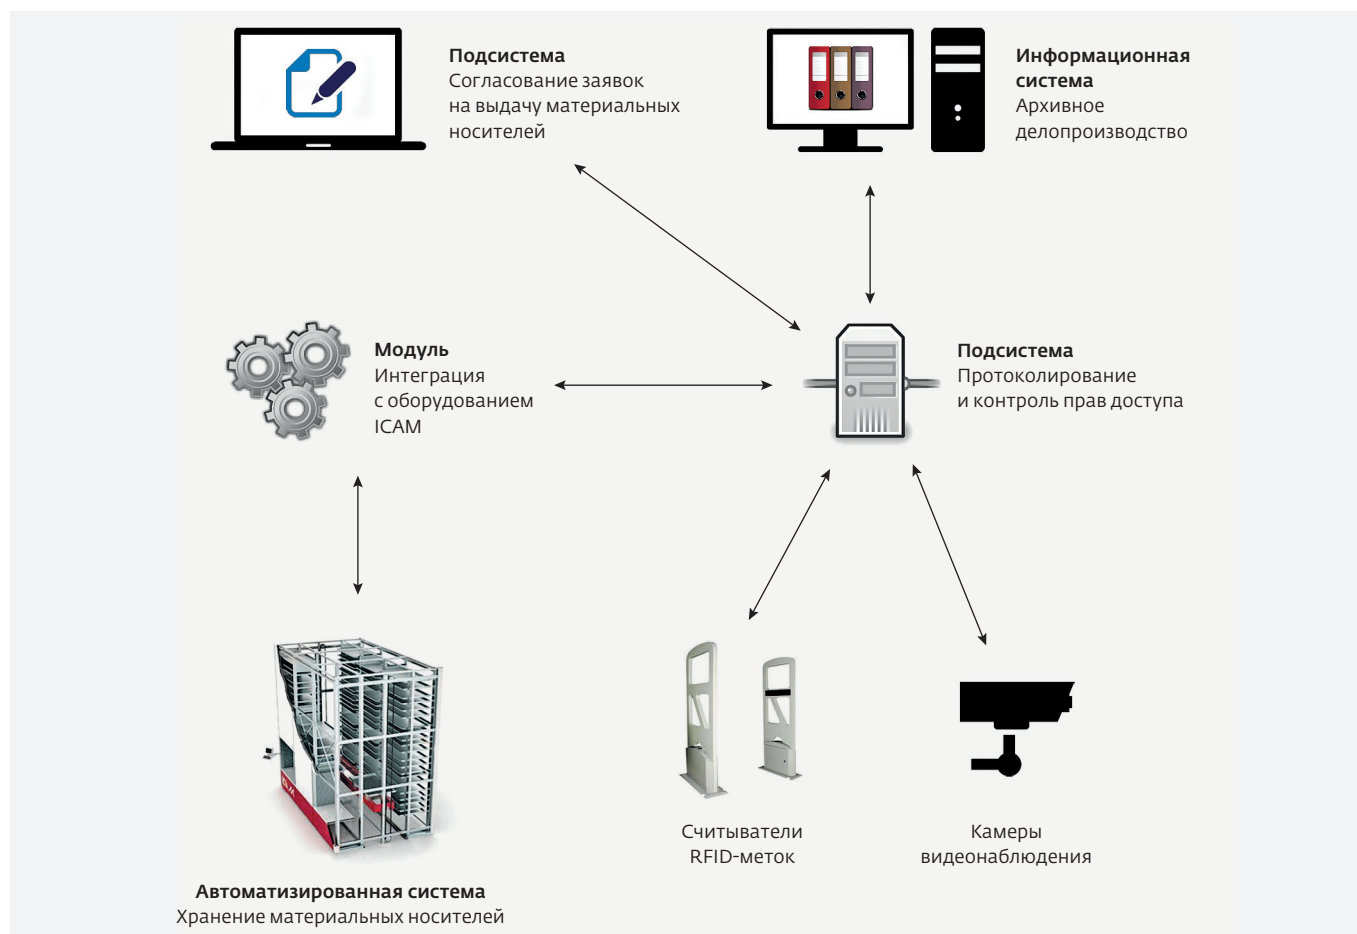 Подсистема
Согласование заявок
на выдачу материальных
носителей
Информационная
система
Архивное
делопроизводство
Модуль
Интеграция
с оборудованием
ICAM
Подсистема
Протоколирование
и контроль прав доступа
Считыватели
RFID-меток
Камеры
видеонаблюдения
Автоматизированная система
Хранение материальных носителей